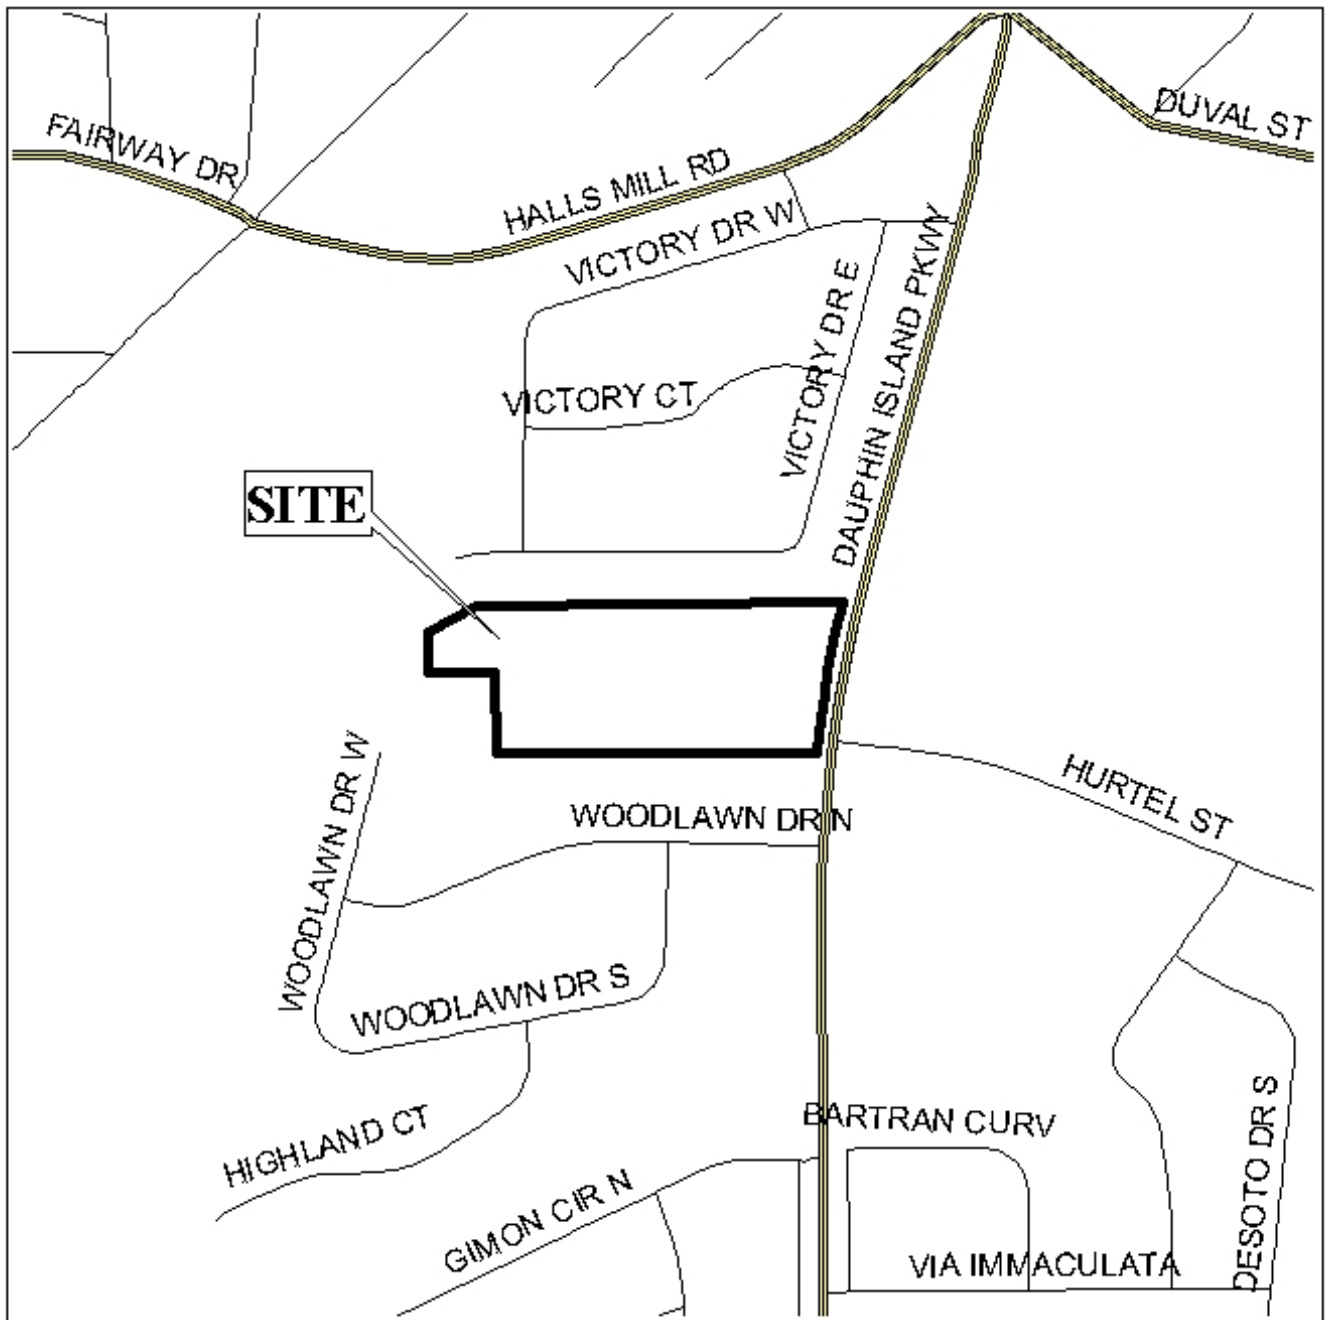 DUVAL ST
FAIRWAY DR
HALLS MILL RD
VICTORY DR W
DAUPHIN ISLAND PKWY
VICTORY DR E
VICTORY CT
SITE
WOODLAWN DR W
HURTEL ST
WOODLAWN DR N
WOODLAWN DR S
HIGHLAND CT
BARTRAN CURV
DESOTO DR S
GIMON CIR N
VIA IMMACULATA